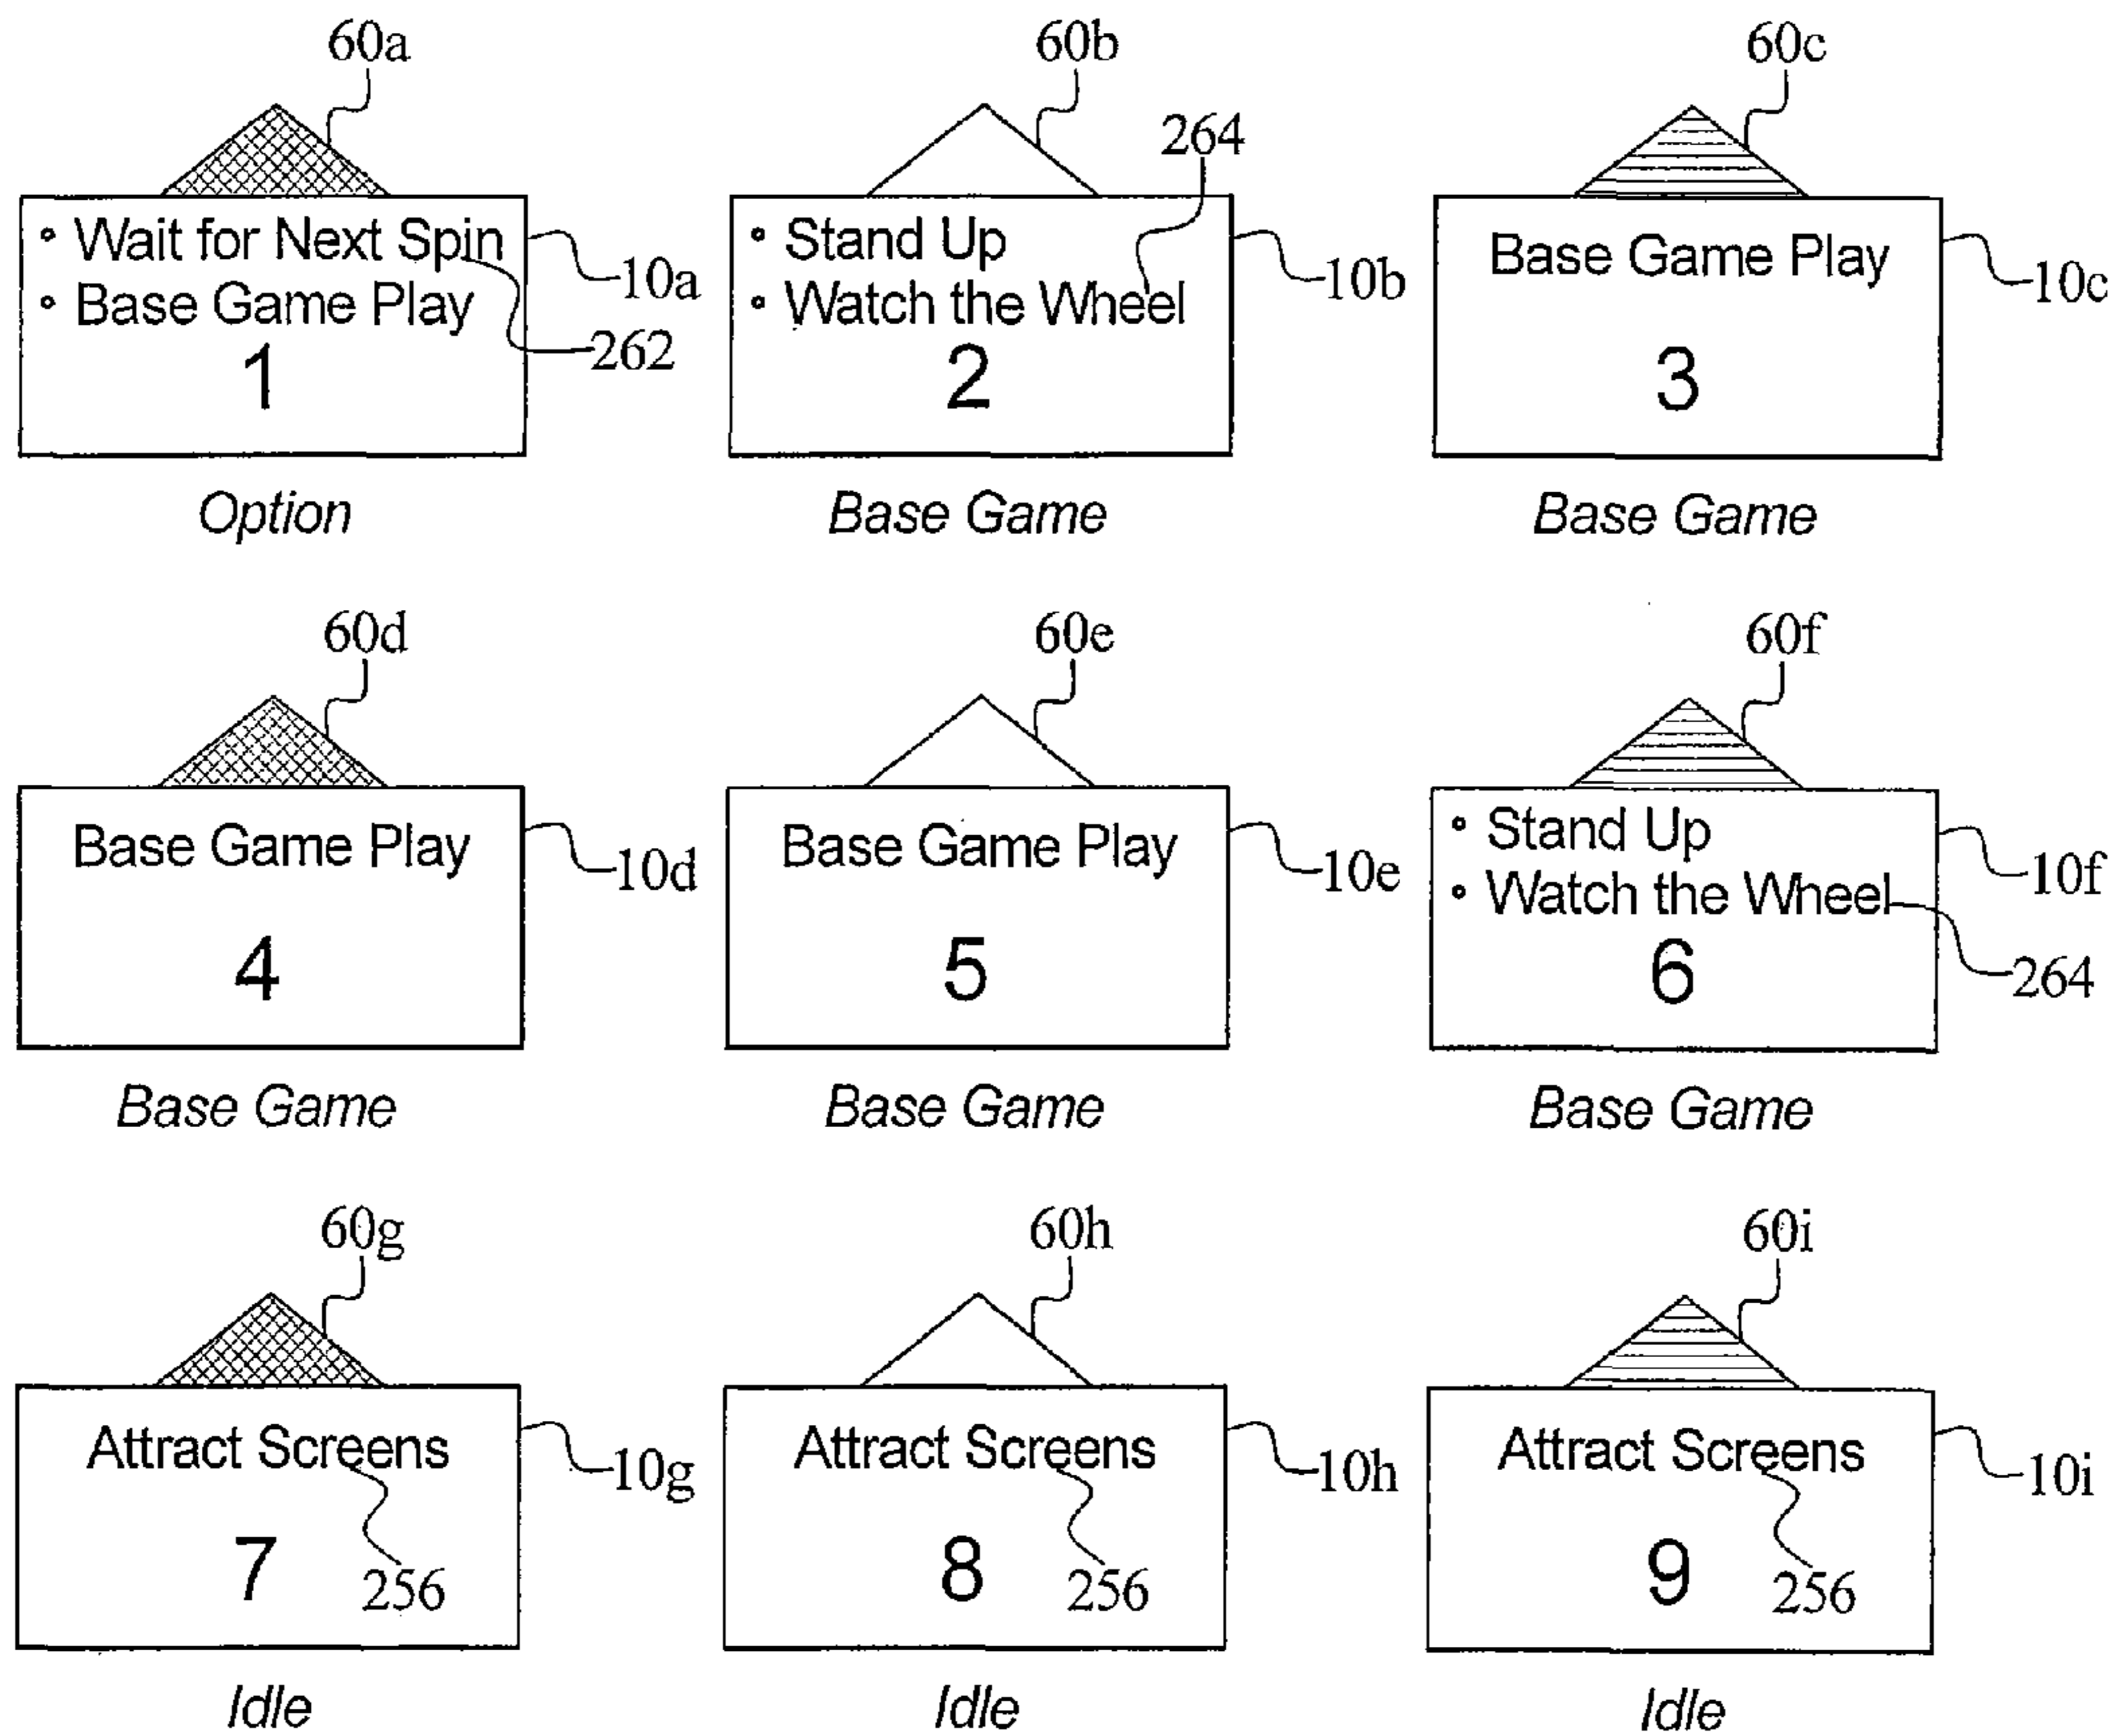 60a 60b 60c
264
◦ Wait for Next Spin
◦ Base Game Play
1
10a
262
◦ Stand Up
◦ Watch the Wheel
2
10b
Base Game Play
3
10c
Option Base Game Base Game
60d 60e 60f
Base Game Play
4
10d
Base Game Play
5
10e
◦ Stand Up
◦ Watch the Wheel
6
10f
264
Base Game Base Game Base Game
60g 60h 60i
Attract Screens
7
10g
256
Attract Screens
8
10h
256
Attract Screens
9
10i
256
Idle Idle Idle